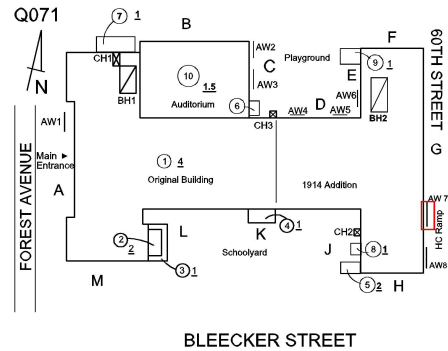 Q071
N
7 1
B
F
60TH STREET
CH1
BH1
AW2
C
AW3
Playground
9 1
E
AW6
BH2
10
1.5
Auditorium
6
AW4
D
AW5
CH3
AW1
Main
Entrance
A
FOREST AVENUE
1 4
Original Building
1914 Addition
G
AW 7
HC Ramp
AW8
L
2
2
3 1
K
4 1
Schoolyard
CH2
J
8 1
5 2
M
H
BLEECKER STREET